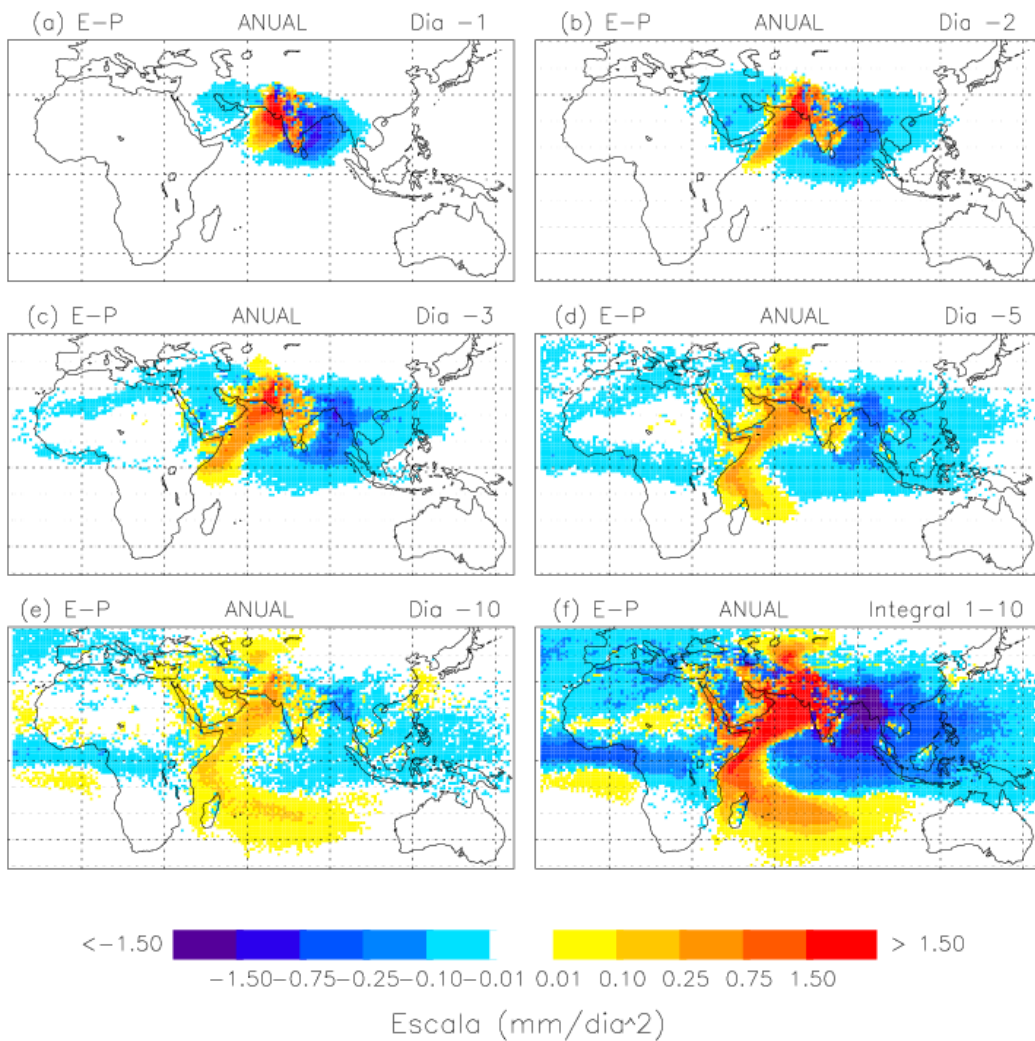 (a) E-P ANUAL Dia -1
(b) E-P ANUAL Dia -2
(c) E-P ANUAL Dia -3
(d) E-P ANUAL Dia -5
(e) E-P ANUAL Dia -10
(f) E-P ANUAL Integral 1-10
<-1.50 > 1.50
-1.50-0.75-0.25-0.10-0.01 0.01 0.10 0.25 0.75 1.50
Escala (mm/dia^2)